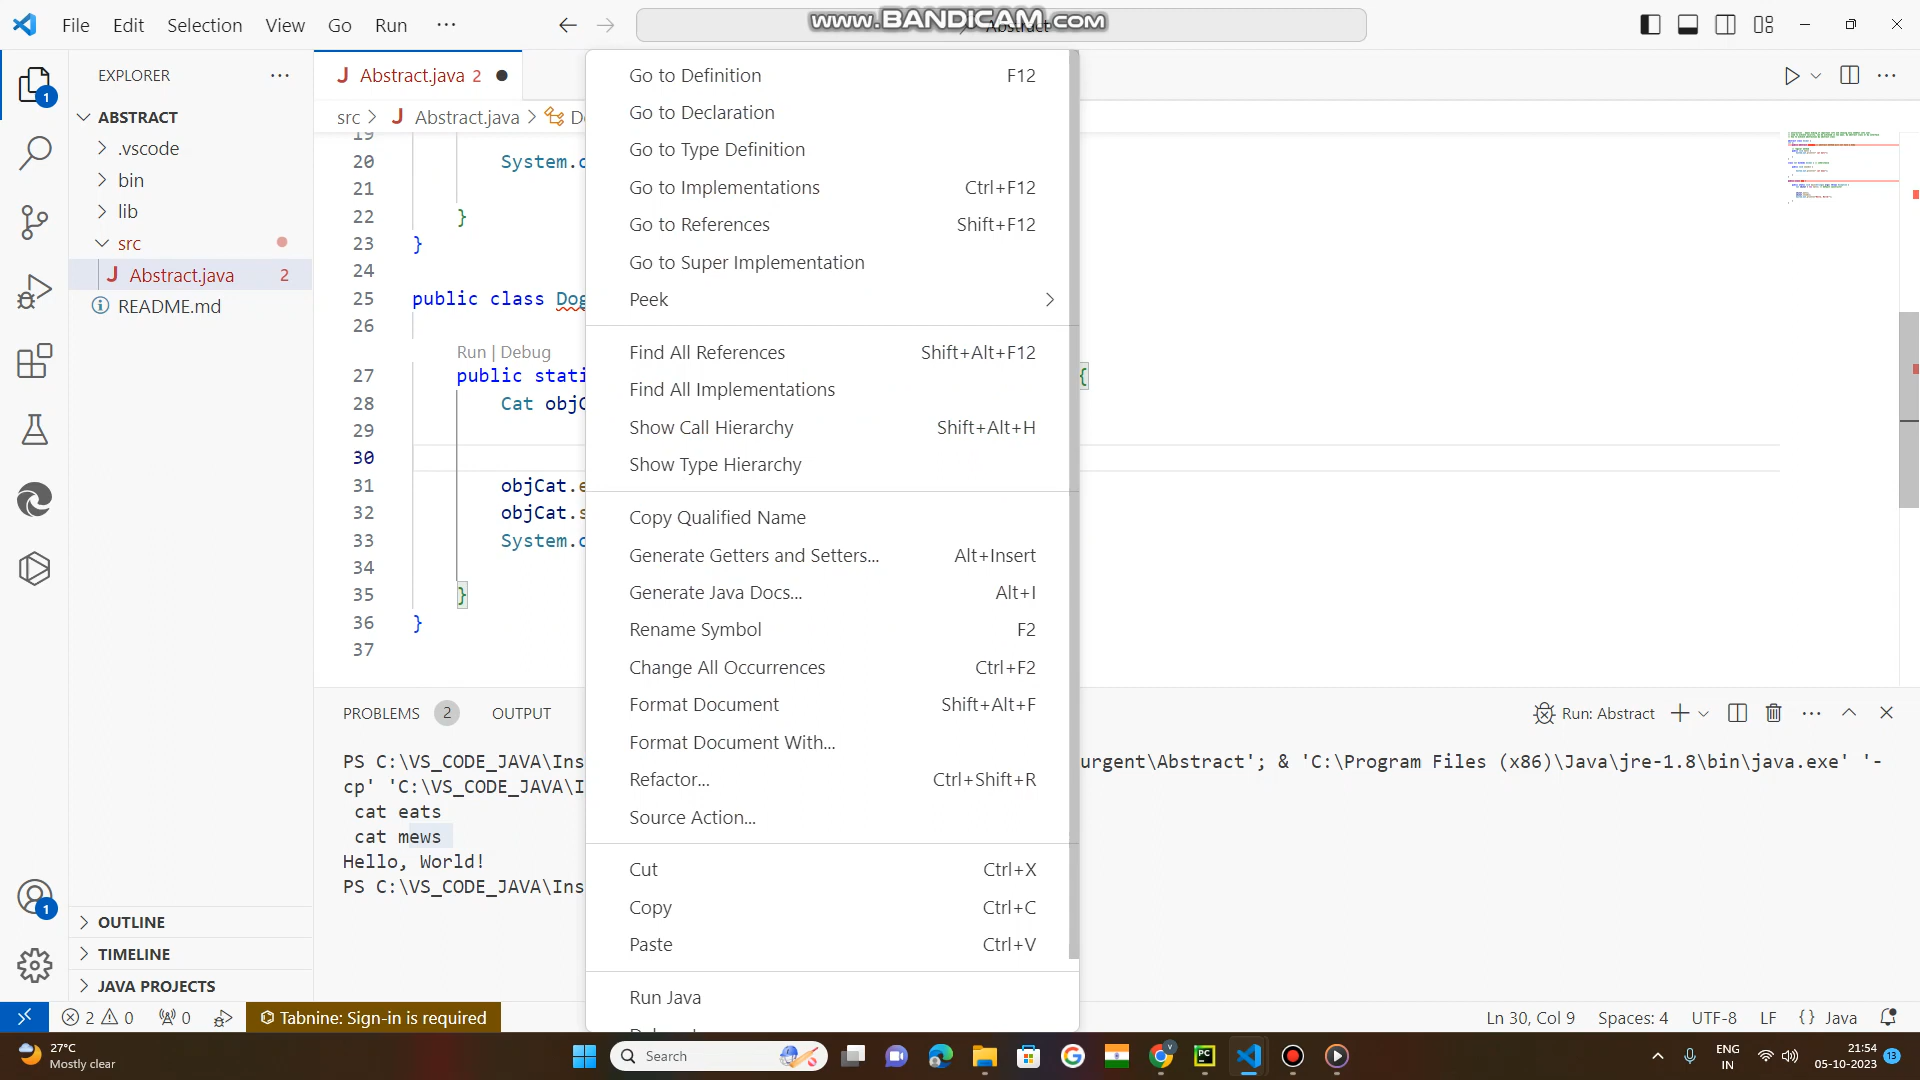 File Edit Selection View Go Run ...
www.BANDICAM.com
Abstract
EXPLORER
Abstract.java 2
Go to Definition F12
ABSTRACT
src > J Abstract.java >
Go to Declaration
.vscode
Go to Type Definition
20 System.
bin
21
Go to Implementations Ctrl+F12
lib
22 }
Go to References Shift+F12
src
23 }
Go to Super Implementation
Abstract.java 2
24
README.md
25 public class Dog
Peek
26
Run | Debug
Find All References Shift+Alt+F12
27 public stati {
Find All Implementations
28 Cat objC
29
Show Call Hierarchy Shift+Alt+H
30
Show Type Hierarchy
31 objCat.e
32 objCat.s
Copy Qualified Name
33 System.
Generate Getters and Setters... Alt+Insert
34
35 }
Generate Java Docs... Alt+I
36 }
Rename Symbol F2
37
Change All Occurrences Ctrl+F2
Format Document Shift+Alt+F
PROBLEMS 2 OUTPUT
Run: Abstract
Format Document With...
PS C:\VS_CODE_JAVA\Ins urgent\Abstract'; & 'C:\Program Files (x86)\Java\jre-1.8\bin\java.exe' '-
cp' 'C:\VS_CODE_JAVA\I
Refactor... Ctrl+Shift+R
cat eats
Source Action...
cat mews
Hello, World!
Cut Ctrl+X
PS C:\VS_CODE_JAVA\Ins
Copy Ctrl+C
Paste Ctrl+V
OUTLINE
TIMELINE
JAVA PROJECTS
Run Java
1
1
2 0 0 Tabnine: Sign-in is required
Ln 30, Col 9 Spaces: 4 UTF-8 LF {} Java
27°C
Mostly clear
Search
ENG
IN
21:54
05-10-2023
13